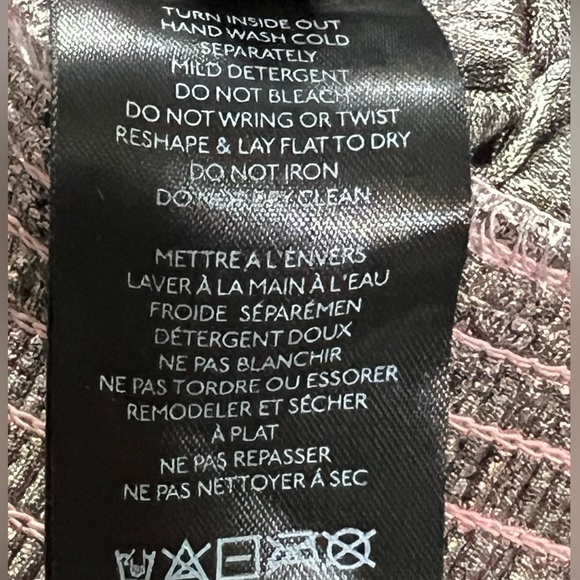 TURN INSIDE OUT
HAND WASH COLD
SEPARATELY
MILD DETERGENT
DO NOT BLEACH
DO NOT WRING OR TWIST
RESHAPE & LAY FLAT TO DRY
DO NOT IRON
DO NOT DRY CLEAN
METTRE A L'ENVERS
LAVER À LA MAIN À L'EAU
FROIDE SÉPARÉMEN
DÉTERGENT DOUX
NE PAS BLANCHIR
NE PAS TORDRE OU ESSORER
REMODELER ET SÉCHER
À PLAT
NE PAS REPASSER
NE PAS NETTOYER Á SEC